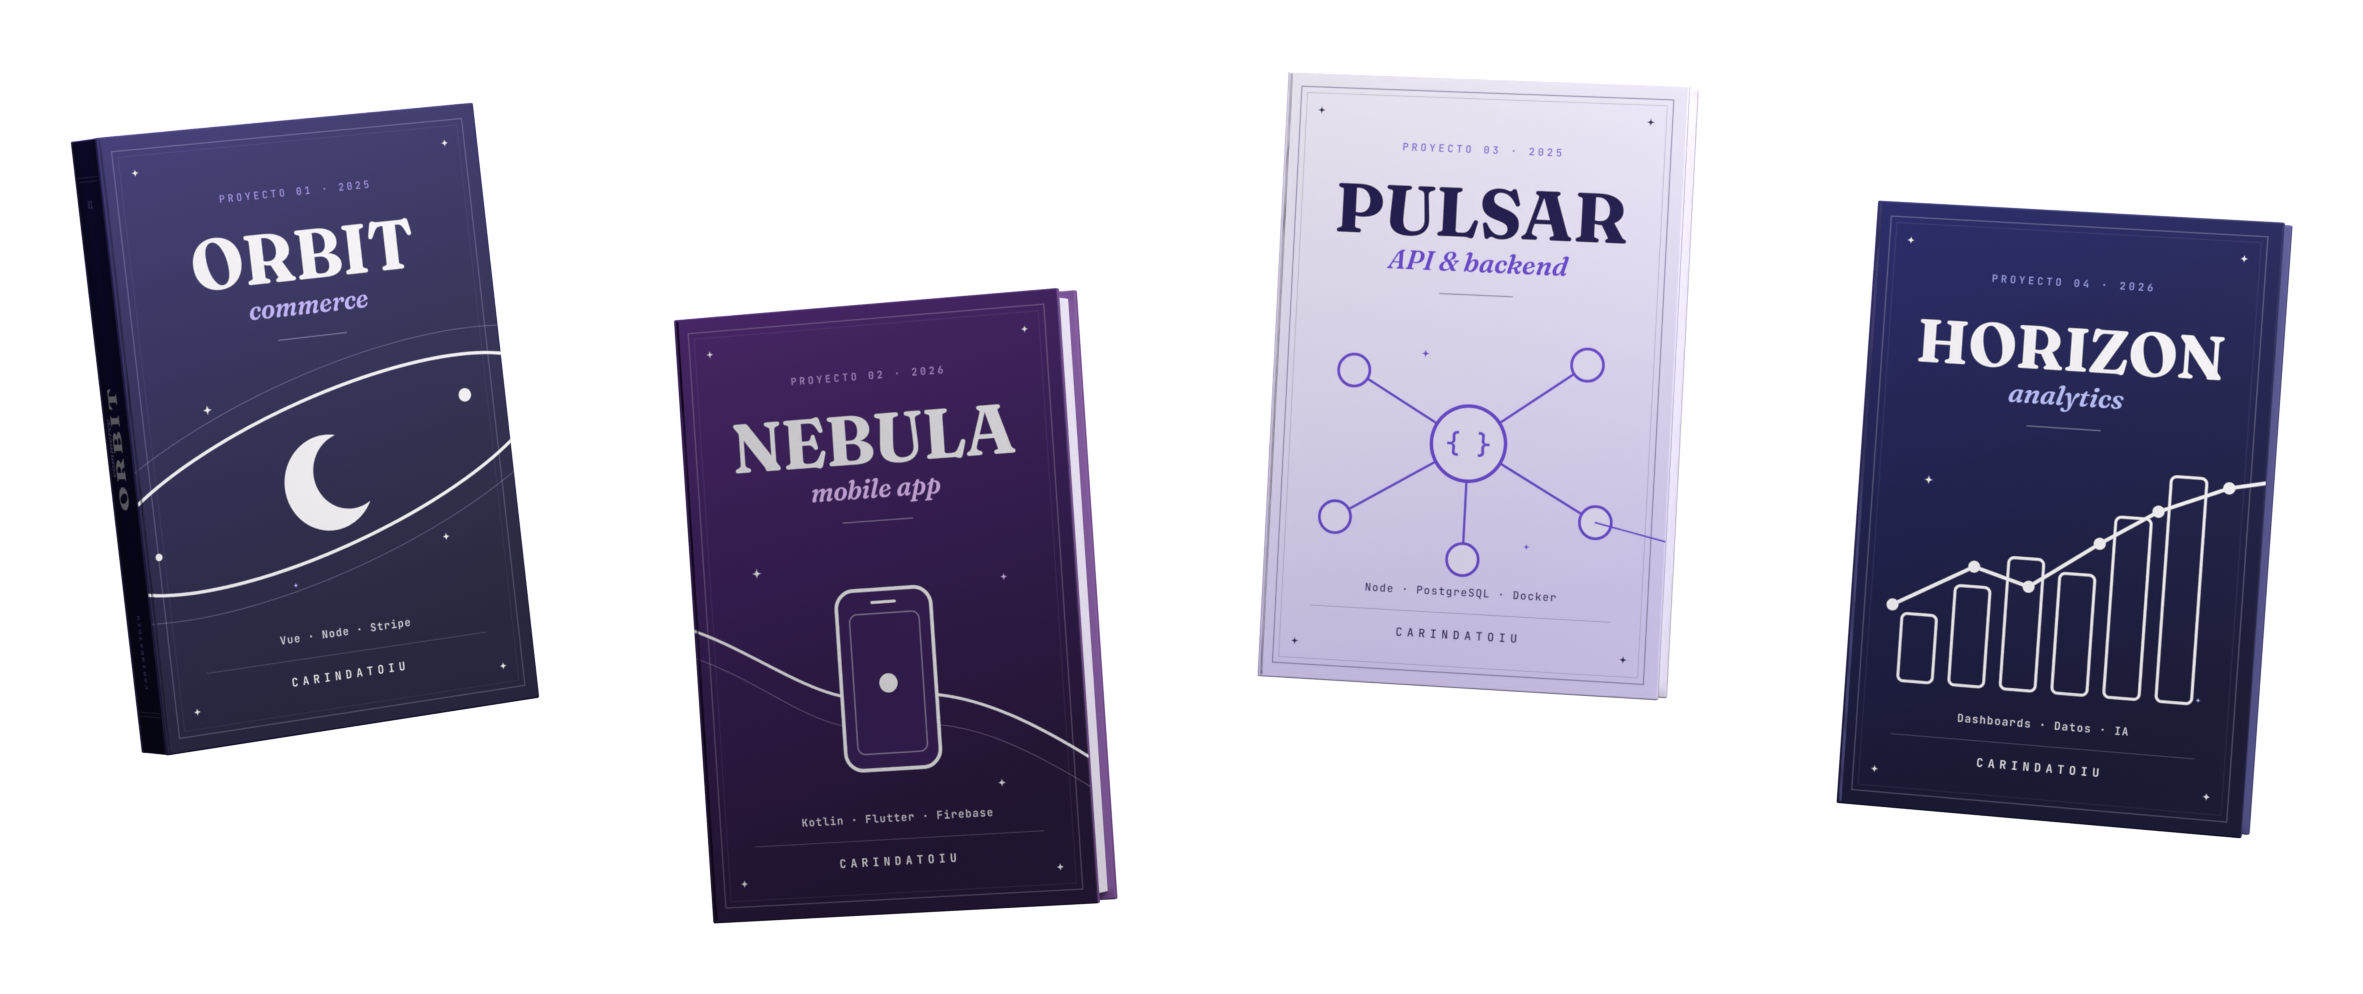 PROYECTO 01 · 2025
ORBIT
commerce
Vue · Node · Stripe
CARINDATOIU
ORBIT
PROYECTO 02 · 2026
NEBULA
mobile app
Kotlin · Flutter · Firebase
CARINDATOIU
PROYECTO 03 · 2025
PULSAR
API & backend
{ }
Node · PostgreSQL · Docker
CARINDATOIU
PROYECTO 04 · 2026
HORIZON
analytics
Dashboards · Datos · IA
CARINDATOIU